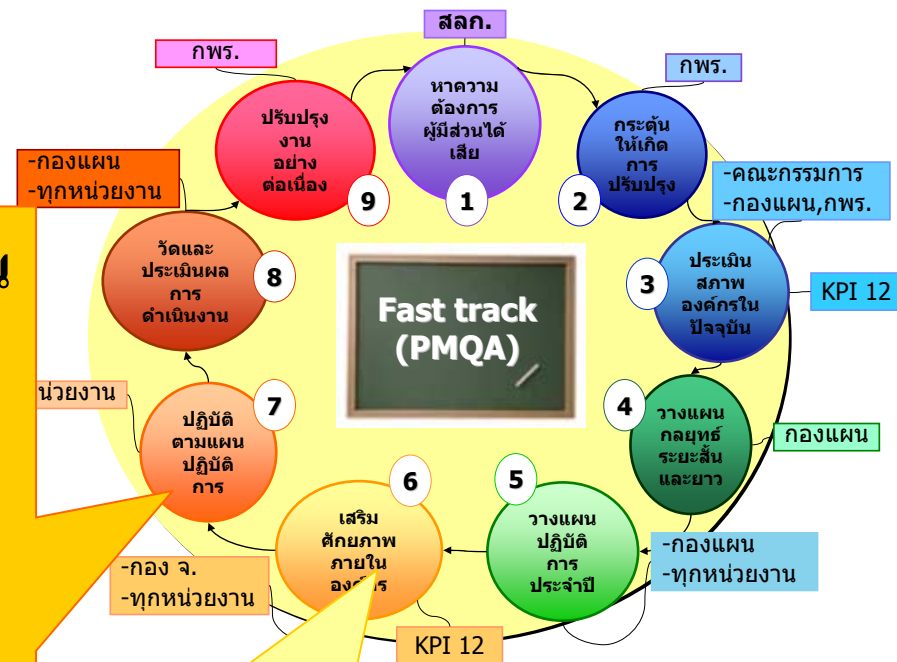 สลก.
หาความ
ต้องการ
ผู้มีส่วนได้
เสีย
1
กพร.
กระตุ้น
ให้เกิด
การ
ปรับปรุง
2
-คณะกรรมการ
-กองแผน,กพร.
ประเมิน
สภาพ
องค์กรใน
ปัจจุบัน
3
KPI 12
4
วางแผน
กลยุทธ์
ระยะสั้น
และยาว
กองแผน
5
วางแผน
ปฏิบัติ
การ
ประจำปี
-กองแผน
-ทุกหน่วยงาน
6
เสริม
ศักยภาพ
ภายใน
KPI 12
-กอง จ.
-ทุกหน่วยงาน
7
ปฏิบัติ
ตามแผน
ปฏิบัติ
การ
น่วยงาน
8
วัดและ
ประเมินผล
การ
ดำเนินงาน
-กองแผน
-ทุกหน่วยงาน
กพร.
ปรับปรุง
งาน
อย่าง
ต่อเนื่อง
9
Fast track
(PMQA)